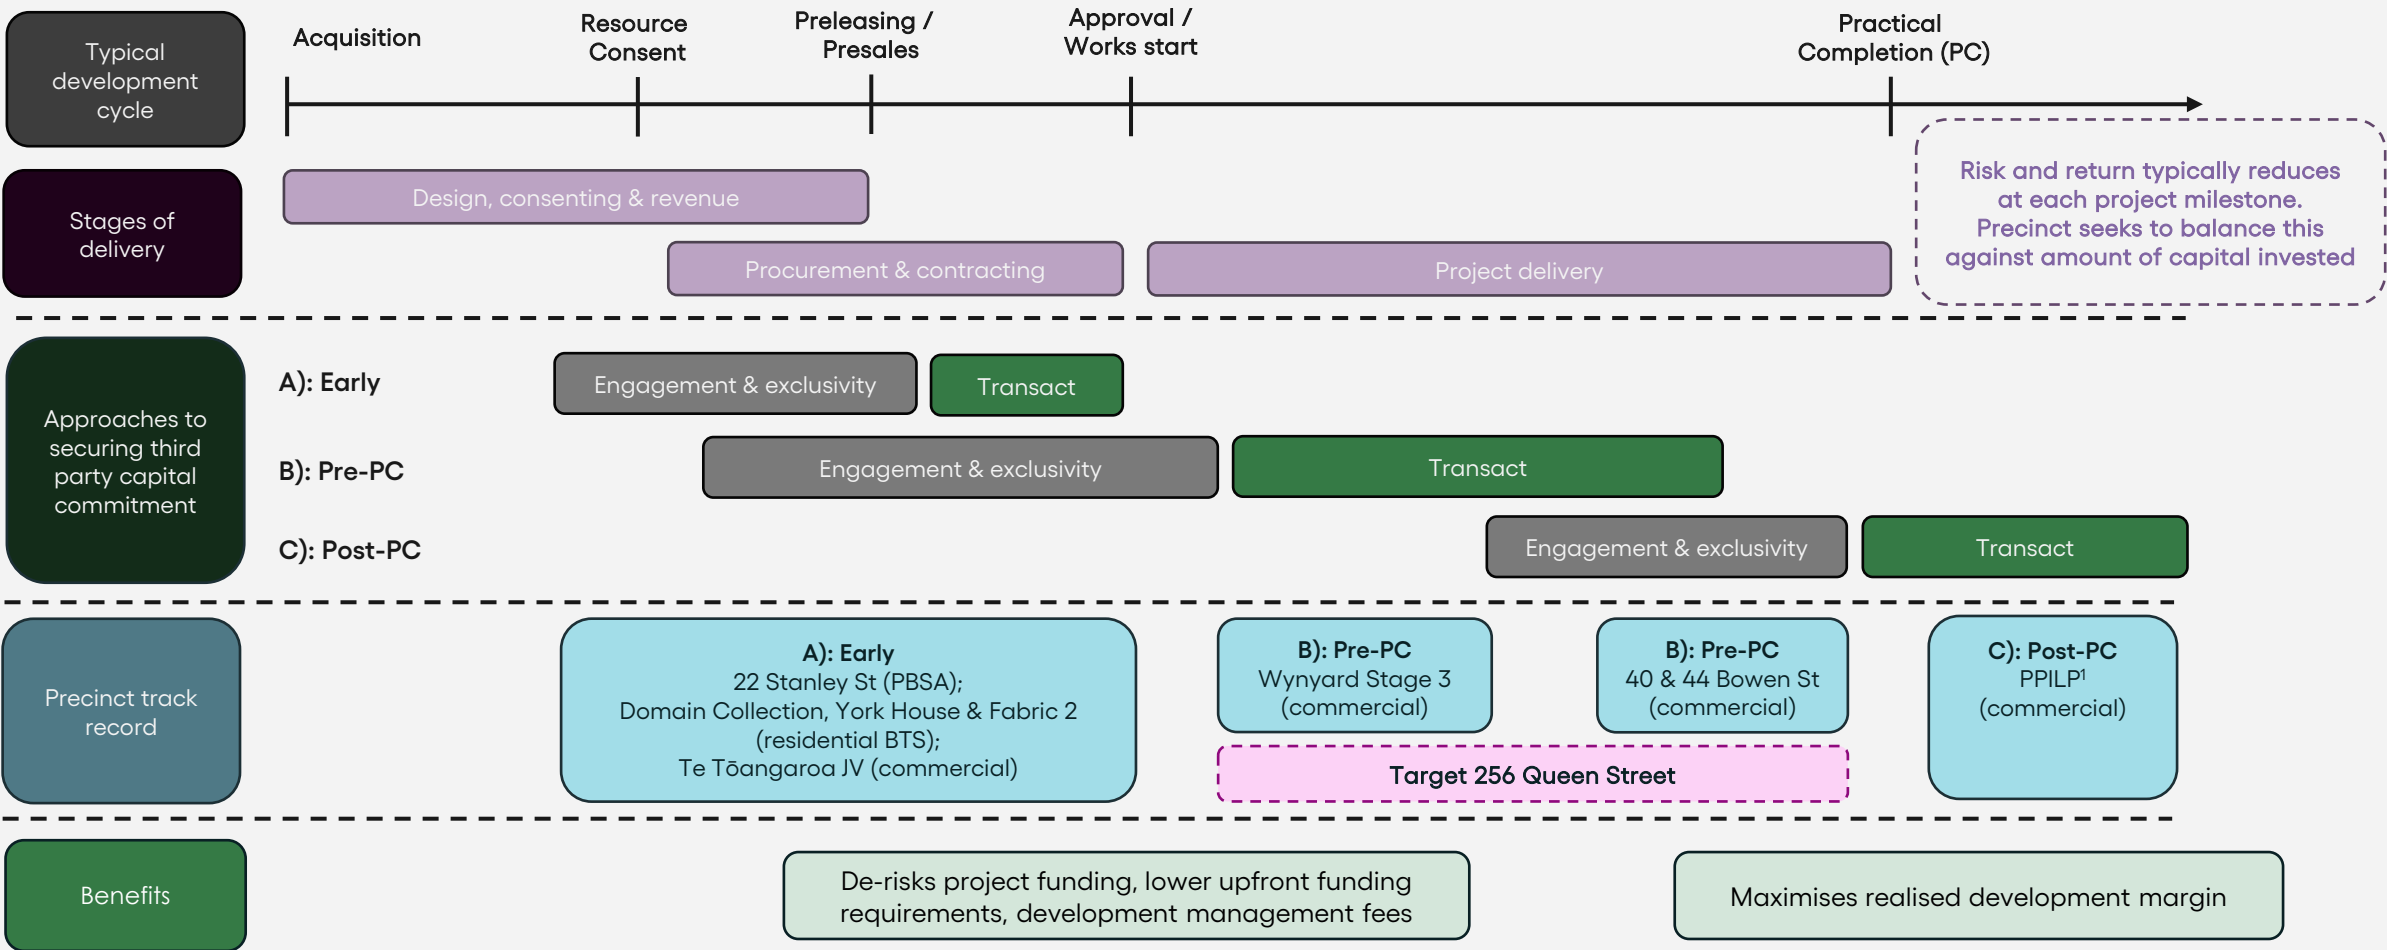 Typical
development
cycle
Acquisition
Resource
Consent
Preleasing /
Presales
Approval /
Works start
Practical
Completion (PC)
Stages of
delivery
Design, consenting & revenue
Procurement & contracting
Project delivery
Risk and return typically reduces
at each project milestone.
Precinct seeks to balance this
against amount of capital invested
Approaches to
securing third
party capital
commitment
A): Early
Engagement & exclusivity
Transact
B): Pre-PC
Engagement & exclusivity
Transact
C): Post-PC
Engagement & exclusivity
Transact
Precinct track
record
A): Early
22 Stanley St (PBSA);
Domain Collection, York House & Fabric 2
(residential BTS);
Te Tōangaroa JV (commercial)
B): Pre-PC
Wynyard Stage 3
(commercial)
B): Pre-PC
40 & 44 Bowen St
(commercial)
C): Post-PC
PPILP¹
(commercial)
Target 256 Queen Street
Benefits
De-risks project funding, lower upfront funding
requirements, development management fees
Maximises realised development margin